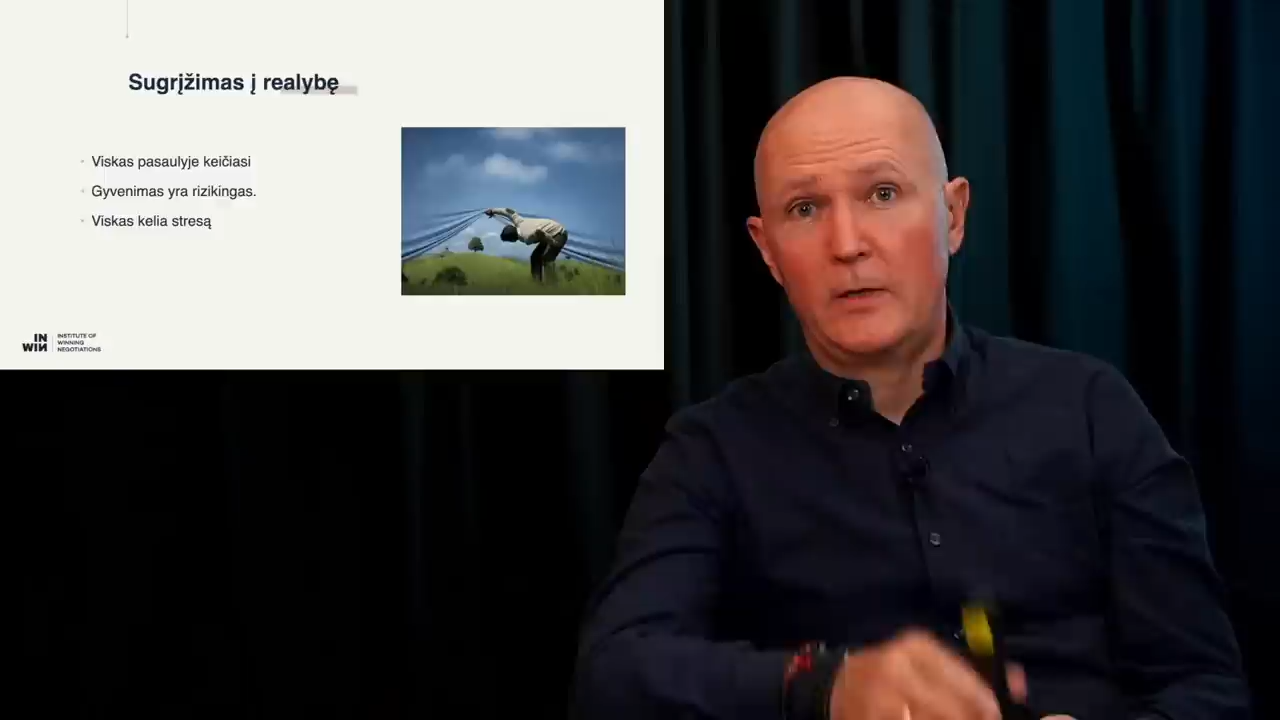 Sugrįžimas į realybę
Viskas pasaulyje keičiasi
Gyvenimas yra rizikingas.
Viskas kelia stresą
IN
WIN
INSTITUTE OF
WINNING
NEGOTIATIONS